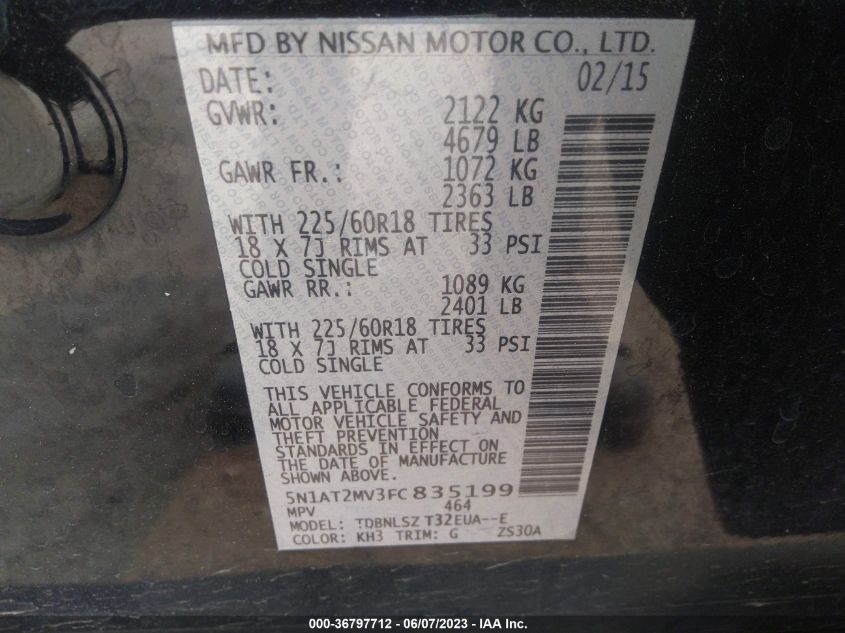 MFD BY NISSAN MOTOR CO., LTD.
DATE: 02/15
GVWR: 2122 KG
4679 LB
GAWR FR.: 1072 KG
2363 LB
WITH 225/60R18 TIRES
18 X 7J RIMS AT 33 PSI
COLD SINGLE
GAWR RR.: 1089 KG
2401 LB
WITH 225/60R18 TIRES
18 X 7J RIMS AT 33 PSI
COLD SINGLE
THIS VEHICLE CONFORMS TO
ALL APPLICABLE FEDERAL
MOTOR VEHICLE SAFETY AND
THEFT PREVENTION
STANDARDS IN EFFECT ON
THE DATE OF MANUFACTURE
SHOWN ABOVE.
5N1AT2MV3FC835199
MPV 464
MODEL: TDBNLSZ T32EUA--E
COLOR: KH3 TRIM: G ZS30A
000-36797712 - 06/07/2023 - IAA Inc.